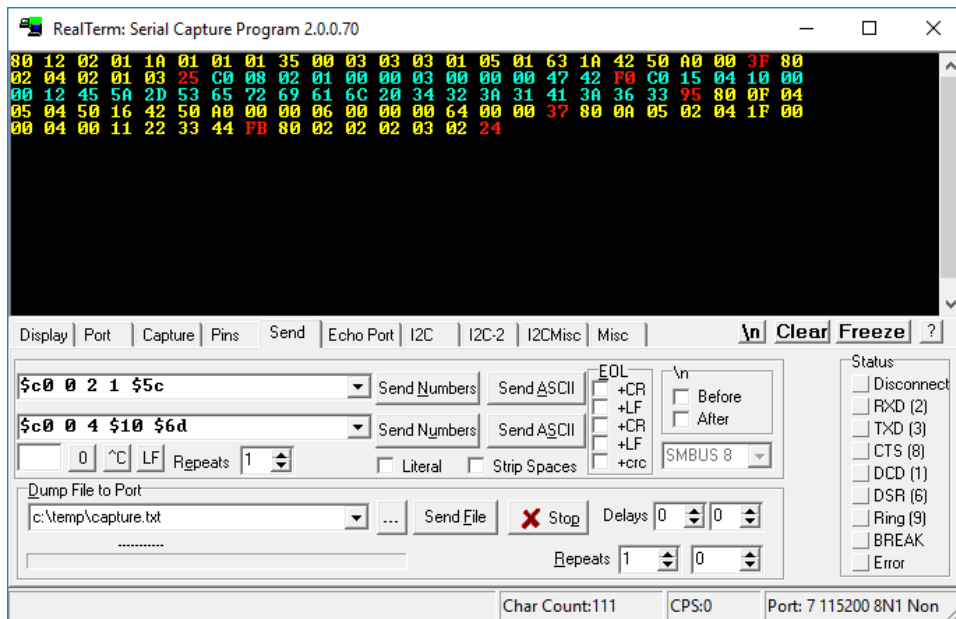 RealTerm: Serial Capture Program 2.0.0.70
80 12 02 01 1A 01 01 01 35 00 03 03 03 01 05 01 63 1A 42 50 A0 00 3F 80
02 04 02 01 03 25 C0 08 02 01 00 00 03 00 00 00 47 42 F0 C0 15 04 10 00
00 12 45 5A 2D 53 65 72 69 61 6C 20 34 32 3A 31 41 3A 36 33 95 80 0F 04
05 04 50 16 42 50 A0 00 00 00 06 00 00 00 64 00 00 37 80 0A 05 02 04 1F 00
00 04 00 11 22 33 44 FB 80 02 02 02 03 02 24
Display Port Capture Pins Send Echo Port I2C I2C-2 I2CMisc Misc \n Clear Freeze ?
$c0 0 2 1 $5c Send Numbers Send ASCII
$c0 0 4 $10 $6d Send Numbers Send ASCII
0 ^C LF Repeats 1 Literal Strip Spaces
EOL
+CR
+LF
+CR
+LF
+crc
\n
Before
After
SMBUS 8
Dump File to Port
c:\temp\capture.txt ... Send File Stop Delays 0 0
----------
Repeats 1 0
Status
Disconnect
RXD (2)
TXD (3)
CTS (8)
DCD (1)
DSR (6)
Ring (9)
BREAK
Error
Char Count:111 CPS:0 Port: 7 115200 8N1 Non